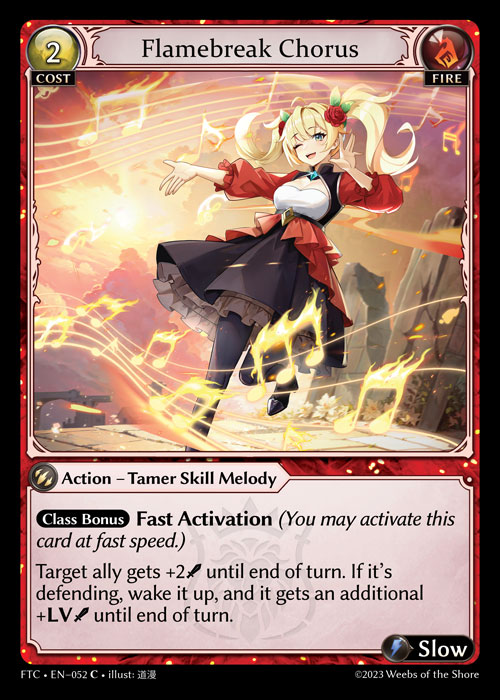 2
COST
Flamebreak Chorus
FIRE
Action – Tamer Skill Melody
Class Bonus Fast Activation (You may activate this
card at fast speed.)
Target ally gets +2 until end of turn. If it's
defending, wake it up, and it gets an additional
+LV until end of turn.
Slow
FTC • EN–052 C • illust: 道漫
©2023 Weebs of the Shore